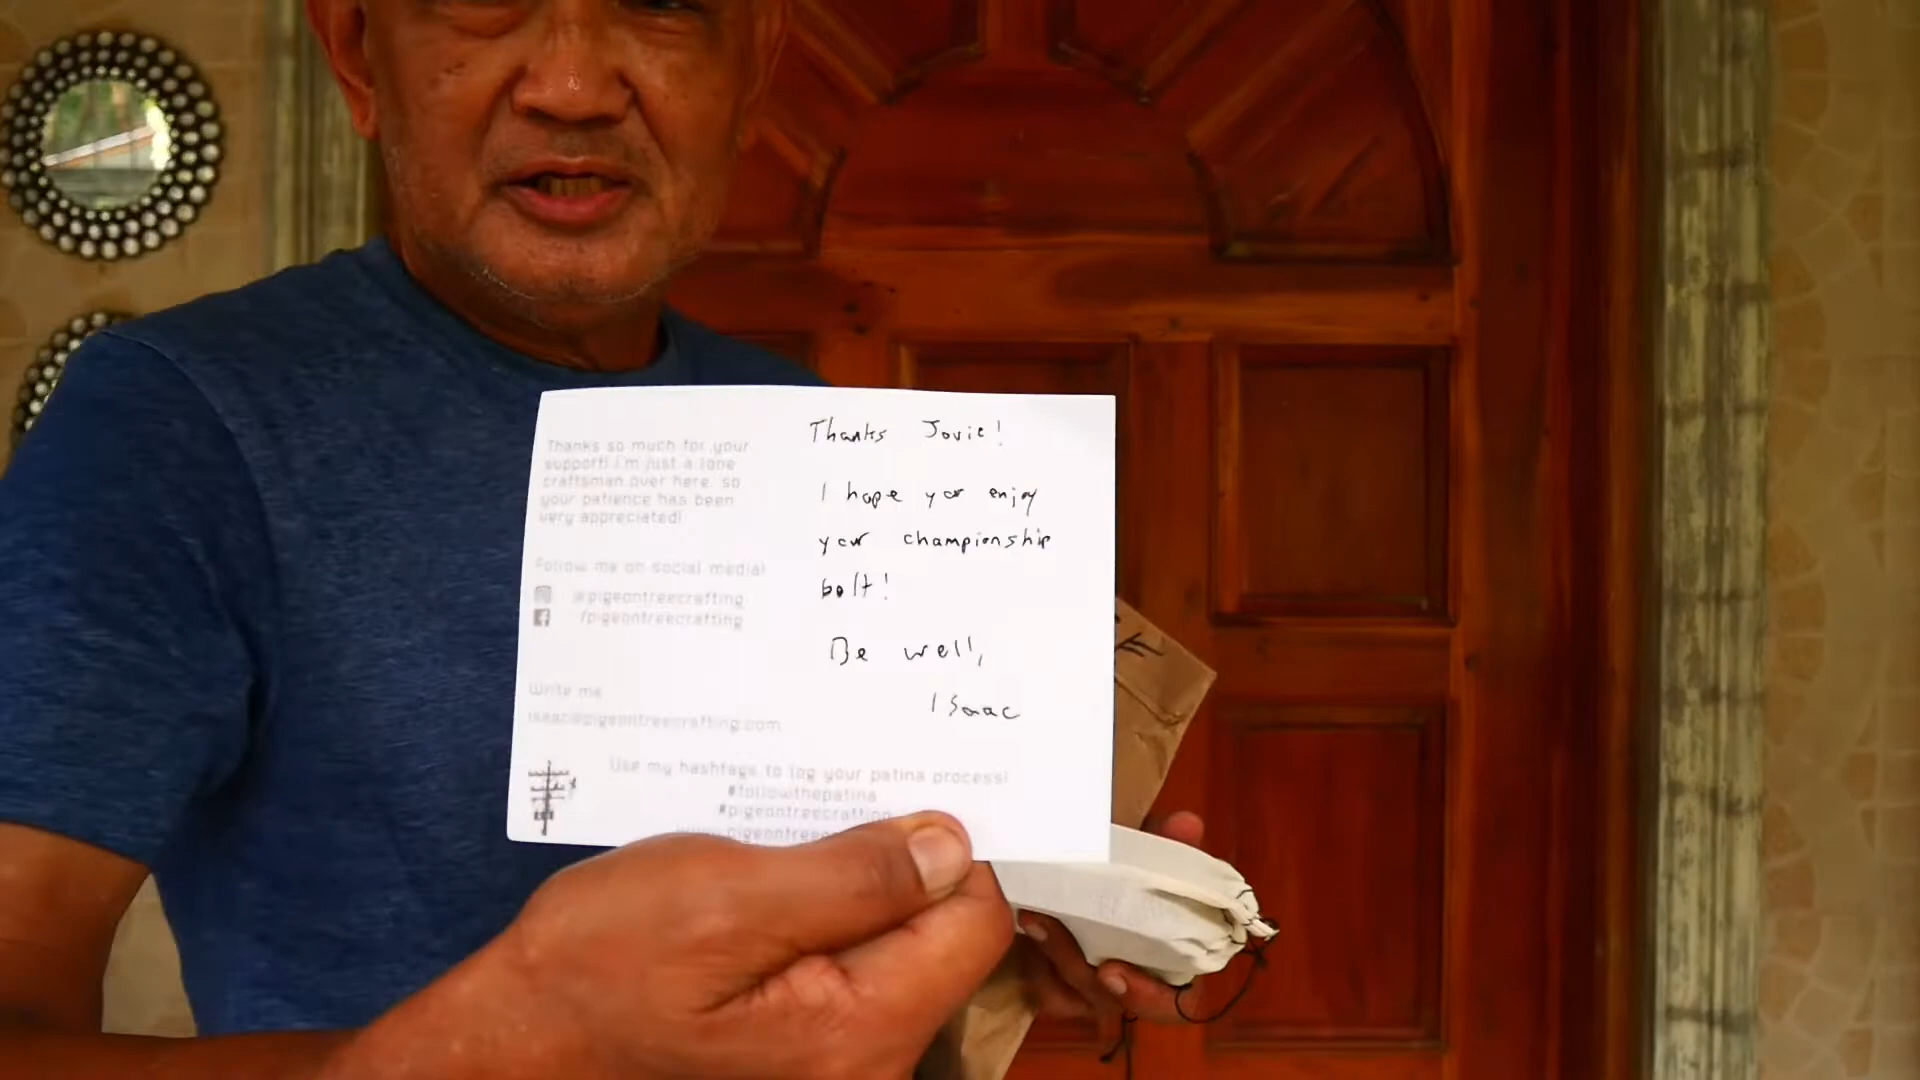 Thanks so much for your
support! i'm just a lone
craftsman over here, so
your patience has been
very appreciated!
Follow me on social media!
@pigeontreecrafting
/pigeontreecrafting
Write me
isaac@pigeontreecrafting.com
Thanks Jovie!
I hope you enjoy
your championship
bolt!
Be well,
Isaac
Use my hashtags to log your patina process!
#followthepatina
#pigeontreecrafting